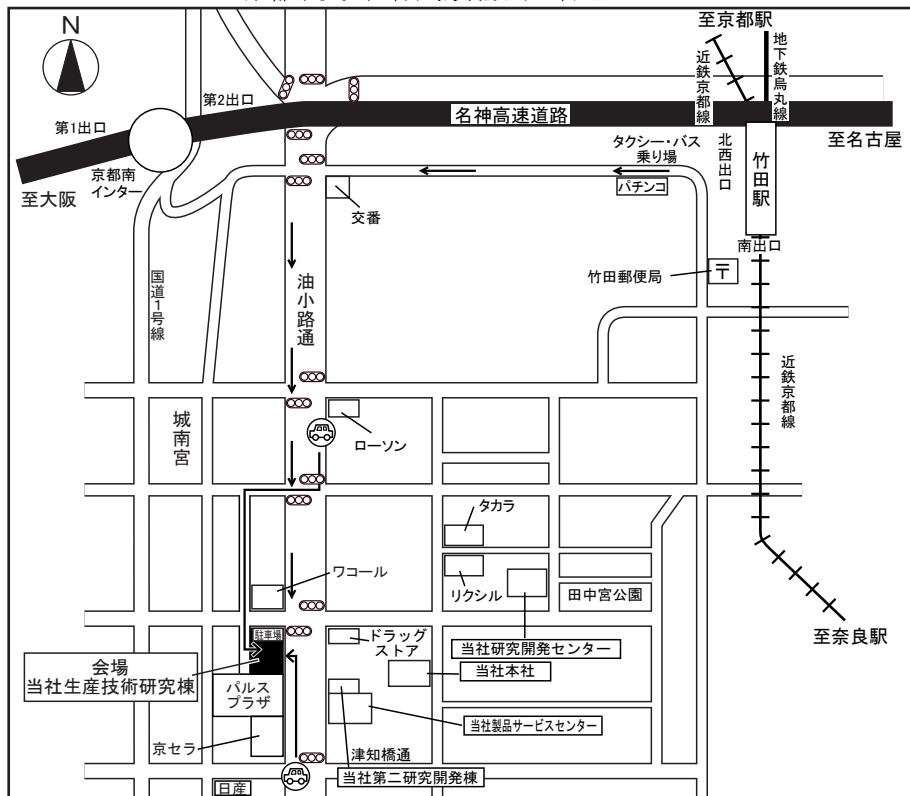 N
至京都駅
近鉄京都線
地下鉄烏丸線
第2出口
第1出口
名神高速道路
至名古屋
京都南
インター
至大阪
タクシー・バス
乗り場
北西出口
竹田駅
パチンコ
交番
南出口
竹田郵便局
〒
国道1号線
油小路通
近鉄京都線
城南宮
ローソン
タカラ
ワコール
リクシル
田中宮公園
至奈良駅
駐車場
ドラッグ
ストア
当社研究開発センター
会場
当社生産技術研究棟
当社本社
パルス
プラザ
当社製品サービスセンター
京セラ
津知橋通
当社第二研究開発棟
日産